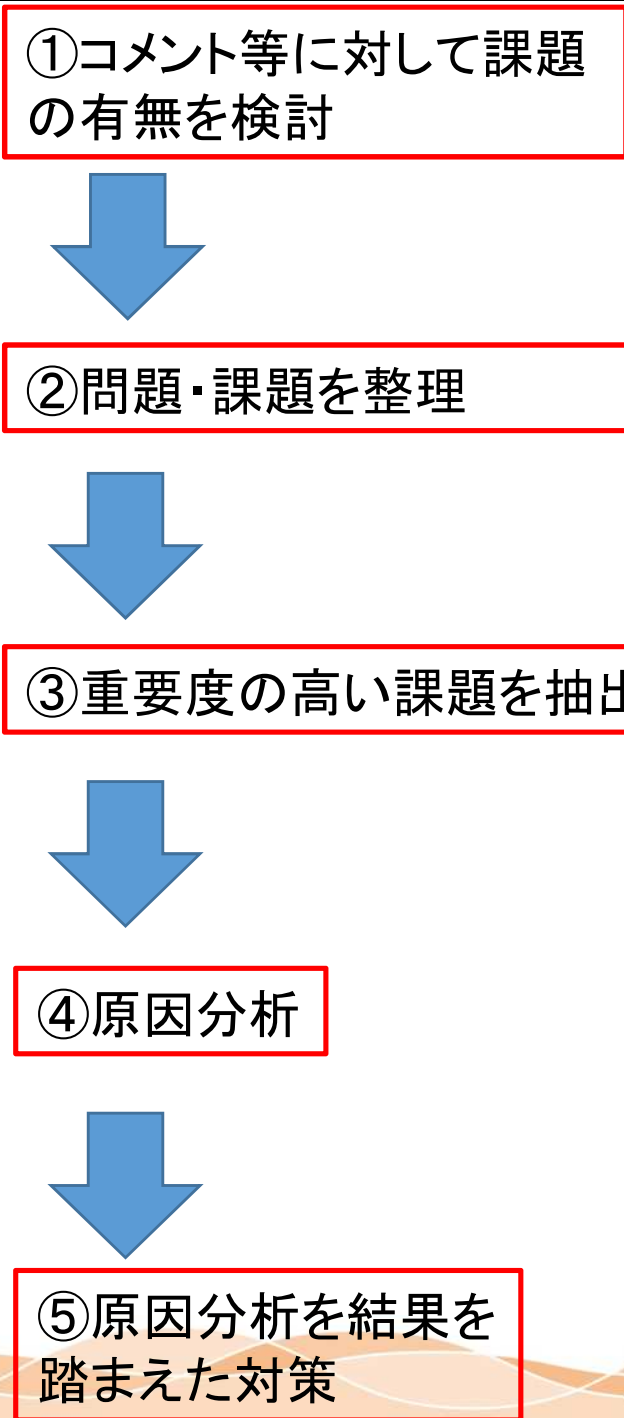 ①コメント等に対して課題
の有無を検討
②問題・課題を整理
③重要度の高い課題を抽出
④原因分析
⑤原因分析を結果を
踏まえた対策